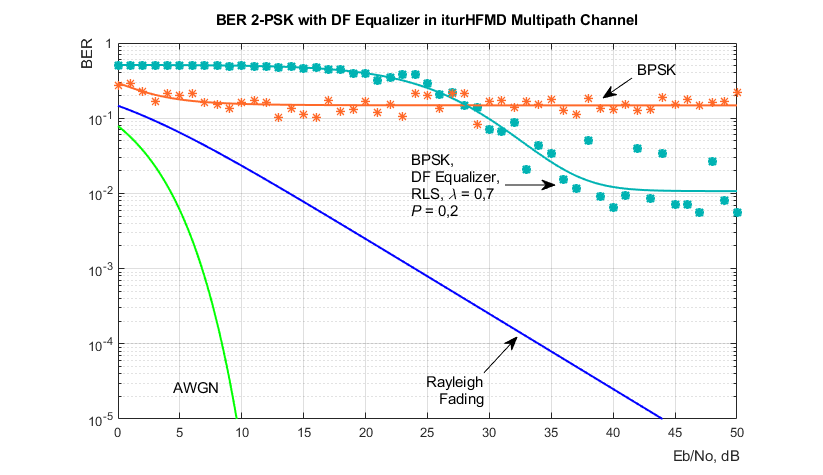 BER 2-PSK with DF Equalizer in iturHFMD Multipath Channel
BER
1
10-1
10-2
10-3
10-4
10-5
BPSK
BPSK,
DF Equalizer,
RLS, λ = 0,7
P = 0,2
AWGN
Rayleigh
Fading
0 5 10 15 20 25 30 35 40 45 50
Eb/No, dB